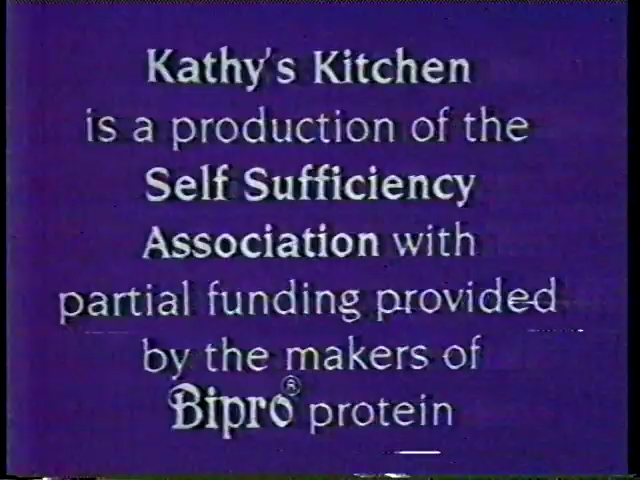 Kathy's Kitchen
is a production of the
Self Sufficiency
Association with
partial funding provided
by the makers of
Bipro® protein